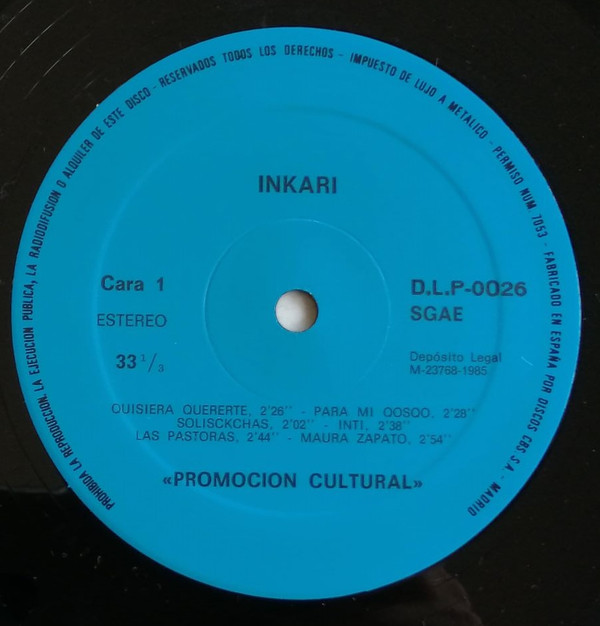 PROHIBIDA LA REPRODUCCION, LA EJECUCION PUBLICA, LA RADIODIFUSION O ALQUILER DE ESTE DISCO - RESERVADOS TODOS LOS DERECHOS - IMPUESTO DE LUJO A METALICO - PERMISO NUM 7053 - FABRICADO EN ESPAÑA POR DISCOS CBS S.A. - MADRID
INKARI
Cara 1
ESTEREO
33 1/3
D.L.P-0026
SGAE
Depósito Legal
M-23768-1985
QUISIERA QUERERTE, 2'26'' - PARA MI QOSQO, 2'28''
SOLISCKCHAS, 2'02'' - INTI, 2'38''
LAS PASTORAS, 2'44'' - MAURA ZAPATO, 2'54''
«PROMOCION CULTURAL»